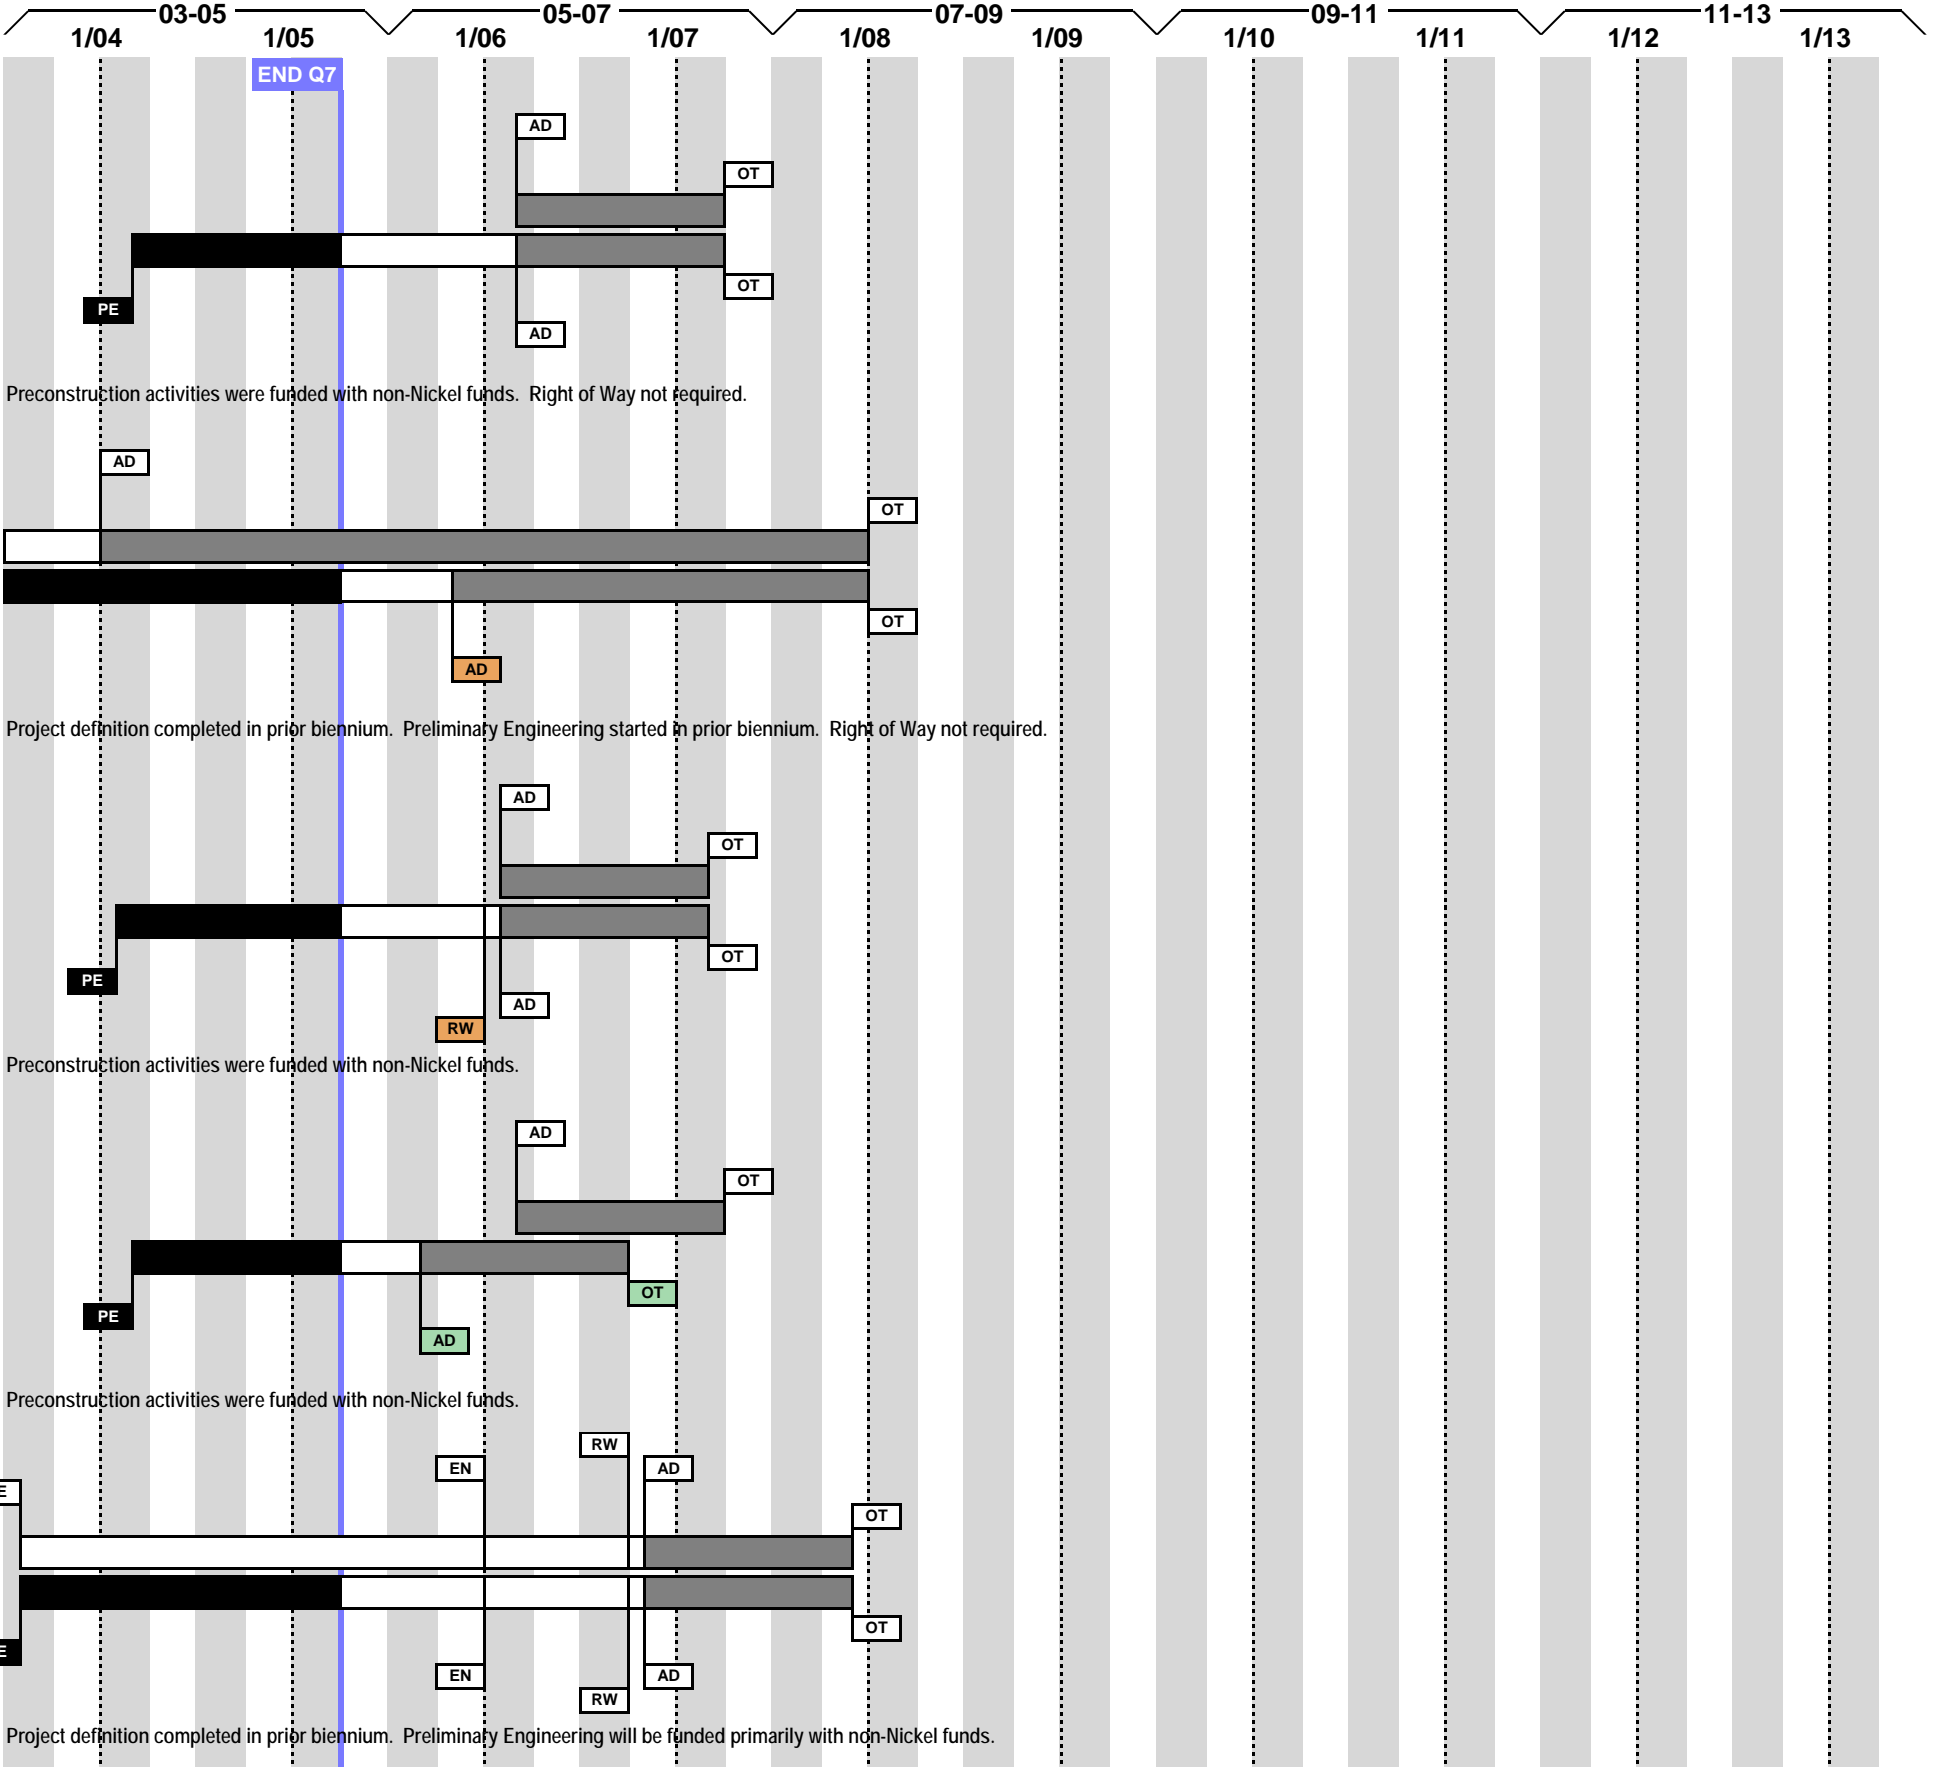 03-05 05-07 07-09 09-11 11-13
1/04 1/05 1/06 1/07 1/08 1/09 1/10 1/11 1/12 1/13
END Q7
AD
OT
OT
PE
AD
Preconstruction activities were funded with non-Nickel funds. Right of Way not required.
AD
OT
OT
AD
Project definition completed in prior biennium. Preliminary Engineering started in prior biennium. Right of Way not required.
AD
OT
OT
PE
AD
RW
Preconstruction activities were funded with non-Nickel funds.
AD
OT
OT
PE
AD
Preconstruction activities were funded with non-Nickel funds.
RW
EN AD
E
OT
OT
E
EN AD
RW
Project definition completed in prior biennium. Preliminary Engineering will be funded primarily with non-Nickel funds.